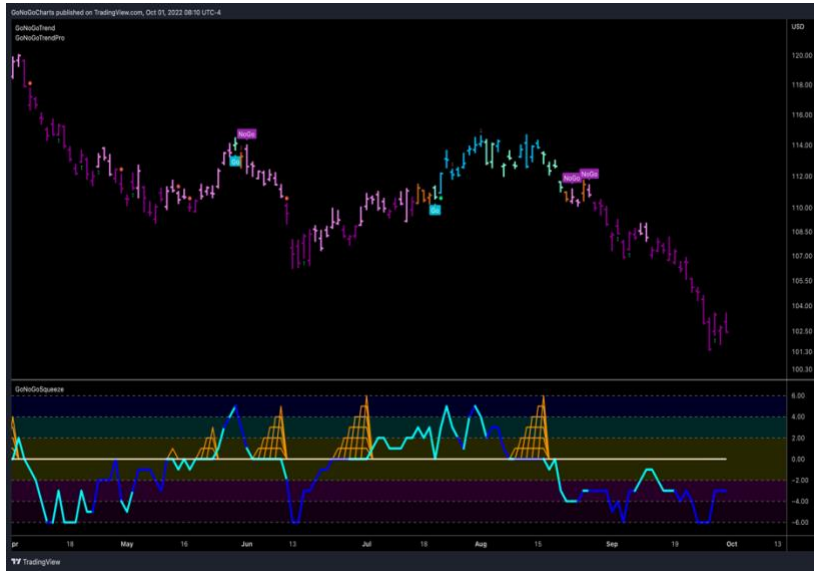 GoNoGoCharts published on TradingView.com, Oct 01, 2022 08:10 UTC-4
GoNoGoTrend
GoNoGoTrendPro
USD
120.00
118.00
116.00
NoGo
114.00
Go
NoGo NoGo
112.00
Go
110.00
108.50
107.00
105.50
104.00
102.50
101.30
100.30
GoNoGoSqueeze
6.00
4.00
2.00
0.00
−2.00
−4.00
−6.00
pr 18 May 16 Jun 13 Jul 18 Aug 15 Sep 19 Oct 13
TradingView